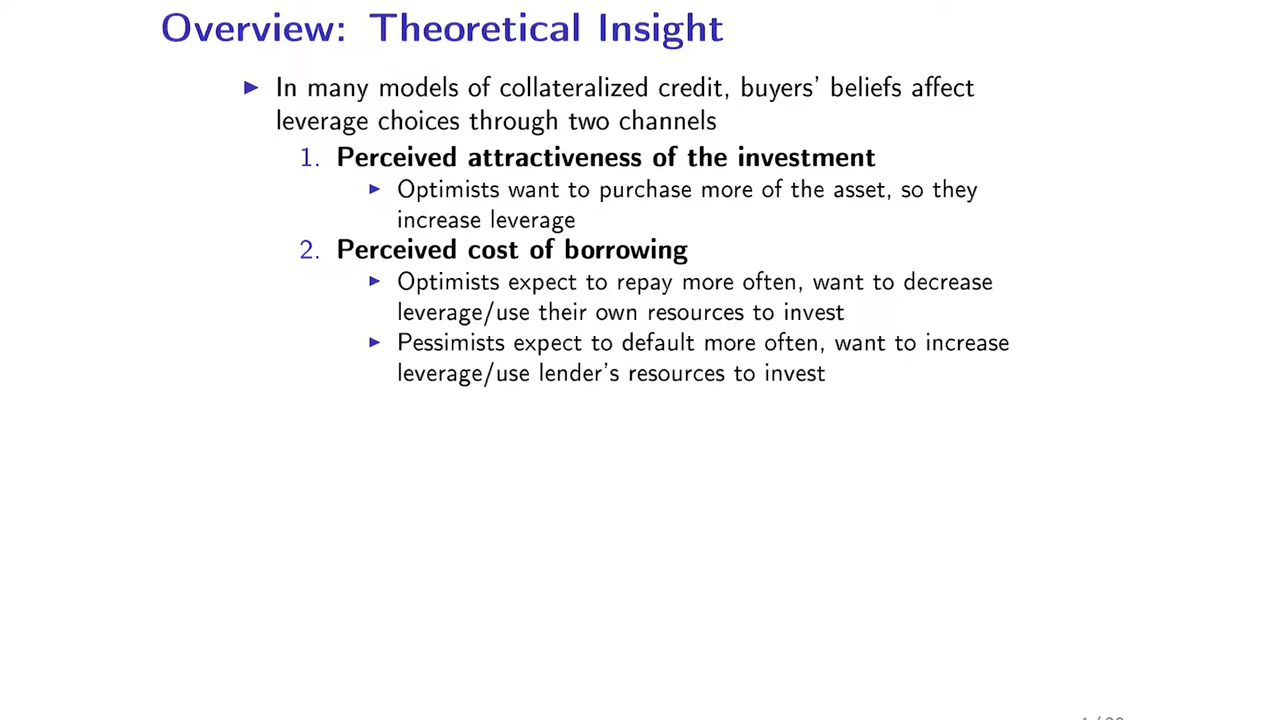 Overview: Theoretical Insight
In many models of collateralized credit, buyers' beliefs affect
leverage choices through two channels
1. Perceived attractiveness of the investment
Optimists want to purchase more of the asset, so they
increase leverage
2. Perceived cost of borrowing
Optimists expect to repay more often, want to decrease
leverage/use their own resources to invest
Pessimists expect to default more often, want to increase
leverage/use lender's resources to invest